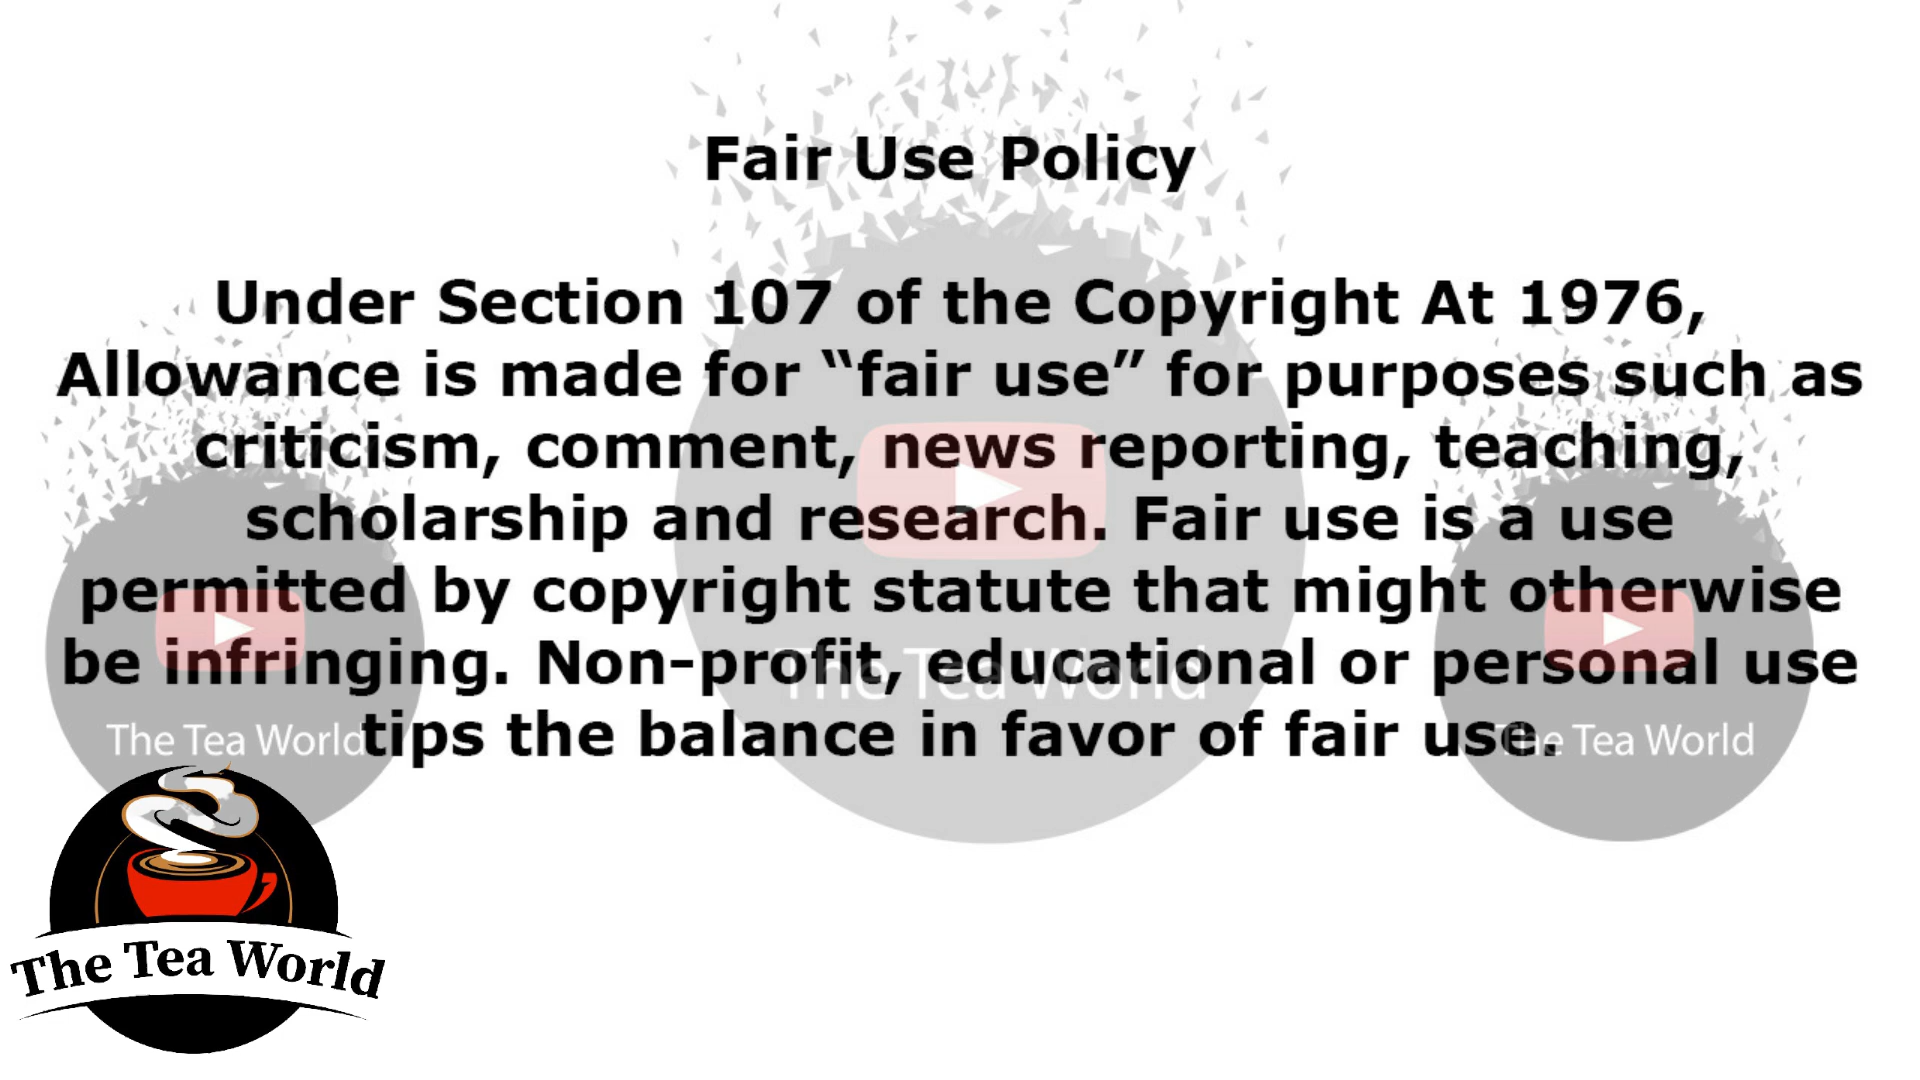 Fair Use Policy
Under Section 107 of the Copyright At 1976,
Allowance is made for “fair use” for purposes such as
criticism, comment, news reporting, teaching,
scholarship and research. Fair use is a use
permitted by copyright statute that might otherwise
be infringing. Non-profit, educational or personal use
The Tea World
tips the balance in favor of fair use.
The Tea World
The Tea World
The Tea World